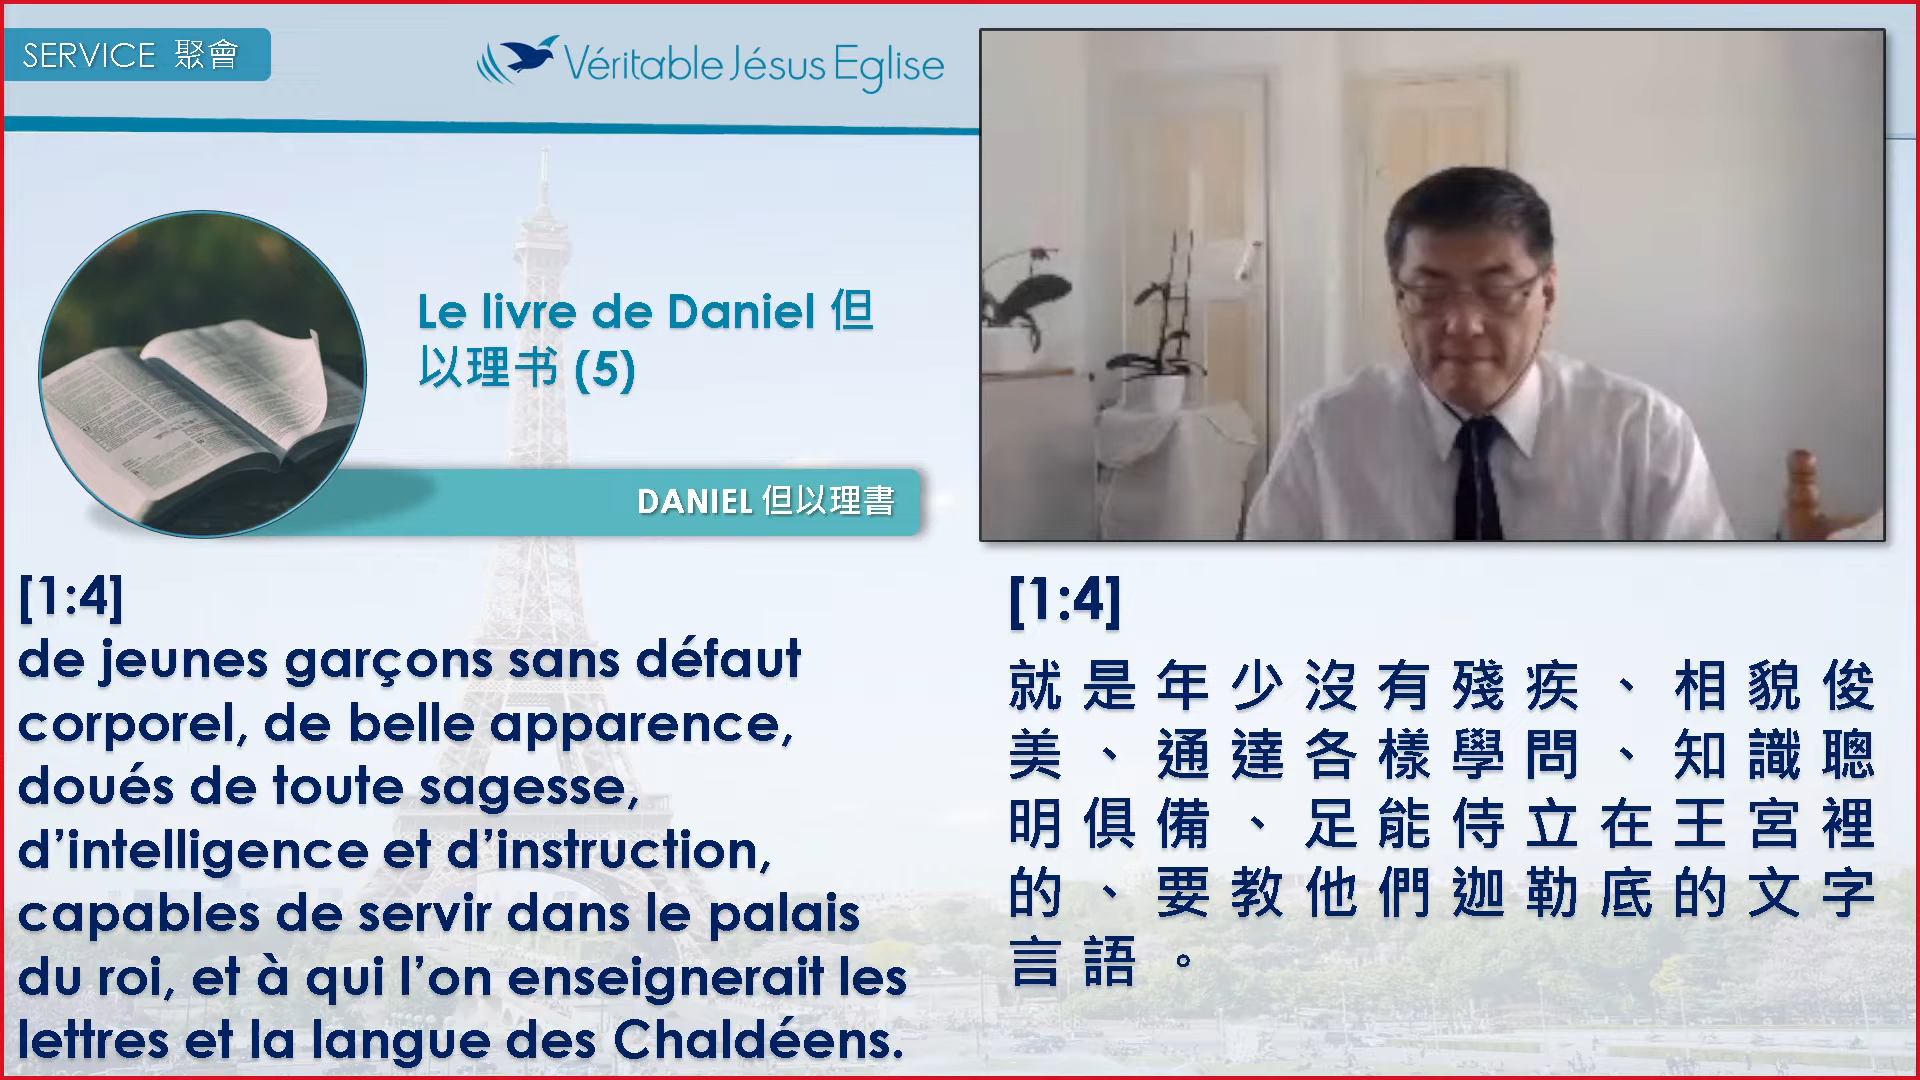 SERVICE 聚會
Véritable Jésus Eglise
Le livre de Daniel 但
以理书 (5)
DANIEL 但以理書
[1:4]
de jeunes garçons sans défaut
corporel, de belle apparence,
doués de toute sagesse,
d’intelligence et d’instruction,
capables de servir dans le palais
du roi, et à qui l’on enseignerait les
lettres et la langue des Chaldéens.
[1:4]
就是年少沒有殘疾、相貌俊
美、通達各樣學問、知識聰
明俱備、足能侍立在王宮裡
的、要教他們迦勒底的文字
言語。